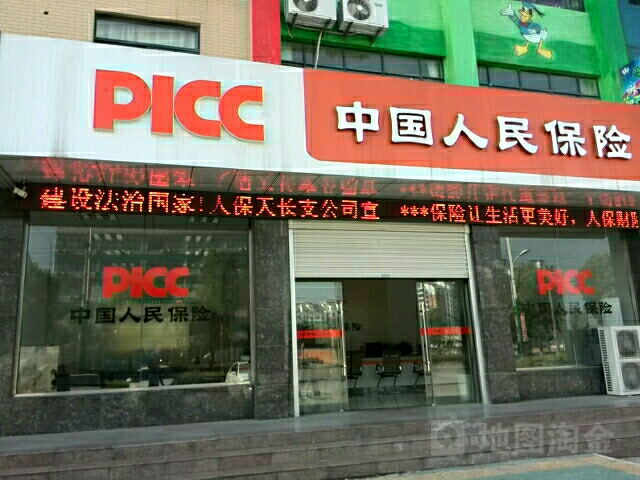 PICC 中国人民保险
建设法治国家!人保天长支公司宣 ***保险让生活更美好,人保财
PICC
中国人民保险
PICC
中国人民保险
地图淘金